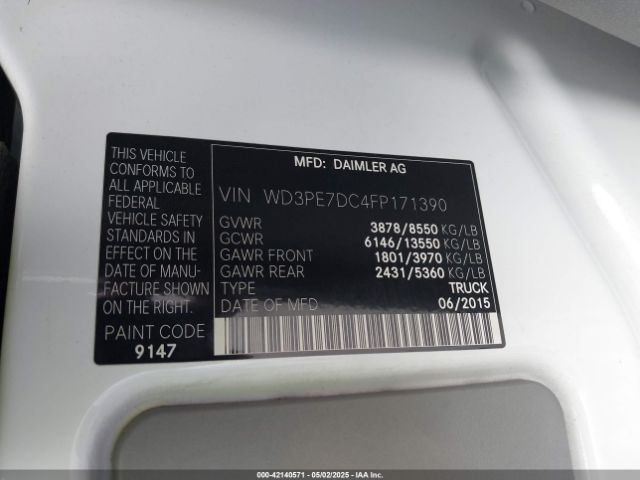 THIS VEHICLE
CONFORMS TO
ALL APPLICABLE
FEDERAL
VEHICLE SAFETY
STANDARDS IN
EFFECT ON THE
DATE OF MANU-
FACTURE SHOWN
ON THE RIGHT.
PAINT CODE
9147
MFD: DAIMLER AG
VIN WD3PE7DC4FP171390
GVWR 3878/8550 KG/LB
GCWR 6146/13550 KG/LB
GAWR FRONT 1801/3970 KG/LB
GAWR REAR 2431/5360 KG/LB
TYPE TRUCK
DATE OF MFD 06/2015
000-42140571 - 05/02/2025 - IAAI.COM